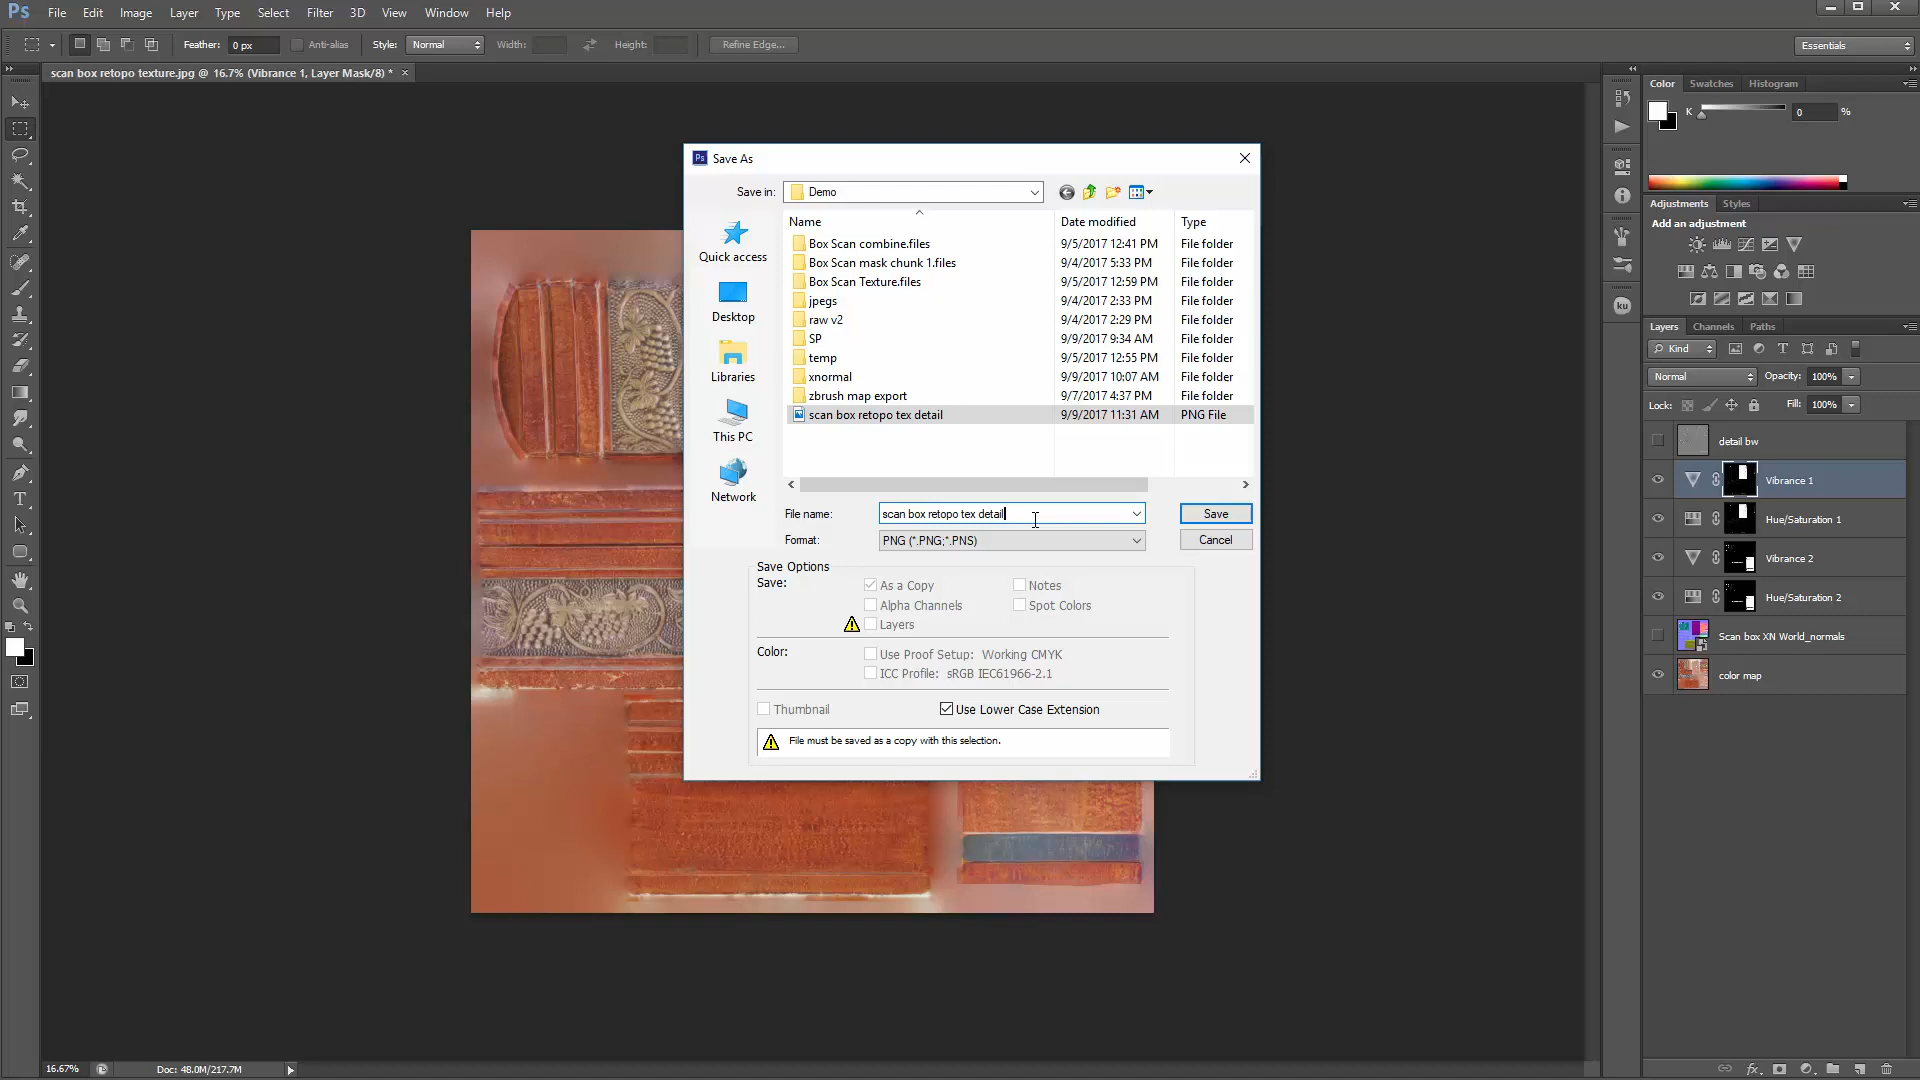 Ps File Edit Image Layer Type Select Filter 3D View Window Help
Feather: 0 px Anti-alias Style: Normal Width: Height: Refine Edge... Essentials
scan box retopo texture.jpg @ 16.7% (Vibrance 1, Layer Mask/8) * ×
Color Swatches Histogram
K 0 %
Adjustments Styles
Add an adjustment
Layers Channels Paths
Kind
Normal Opacity: 100%
Lock: Fill: 100%
detail bw
Vibrance 1
Hue/Saturation 1
Vibrance 2
Hue/Saturation 2
Scan box XN World_normals
color map
ku
Ps Save As
Save in: Demo
Quick access
Desktop
Libraries
This PC
Network
Name Date modified Type
Box Scan combine.files 9/5/2017 12:41 PM File folder
Box Scan mask chunk 1.files 9/4/2017 5:33 PM File folder
Box Scan Texture.files 9/5/2017 12:59 PM File folder
jpegs 9/4/2017 2:33 PM File folder
raw v2 9/4/2017 2:29 PM File folder
SP 9/9/2017 9:34 AM File folder
temp 9/5/2017 12:55 PM File folder
xnormal 9/9/2017 10:07 AM File folder
zbrush map export 9/7/2017 4:37 PM File folder
scan box retopo tex detail 9/9/2017 11:31 AM PNG File
File name: scan box retopo tex detail Save
Format: PNG (*.PNG;*.PNS) Cancel
Save Options
Save: As a Copy Notes
Alpha Channels Spot Colors
Layers
Color: Use Proof Setup: Working CMYK
ICC Profile: sRGB IEC61966-2.1
Thumbnail Use Lower Case Extension
File must be saved as a copy with this selection.
16.67% Doc: 48.0M/217.7M
fx